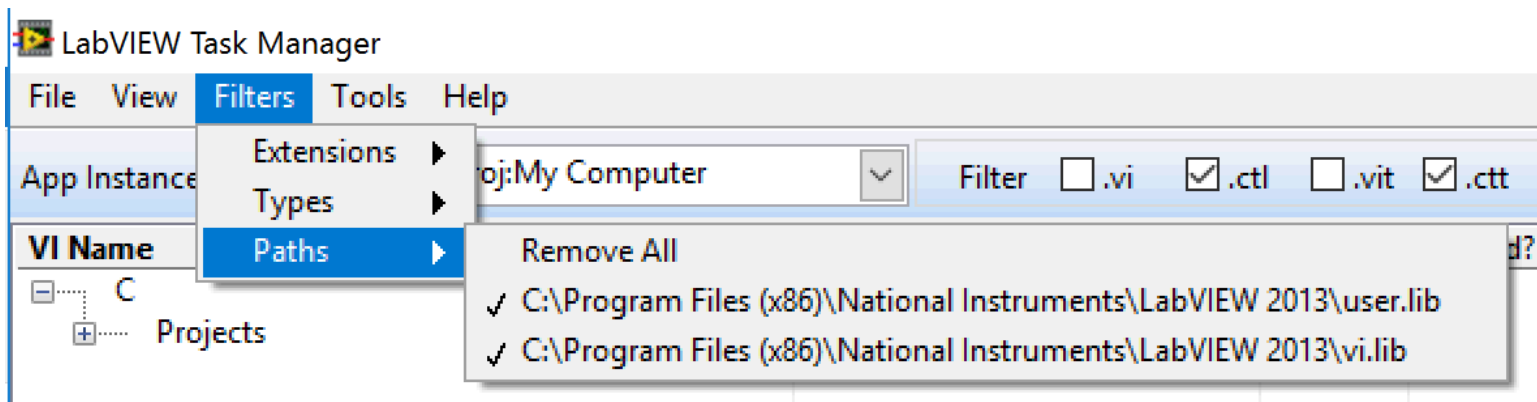 LabVIEW Task Manager
File View Filters Tools Help
Extensions
App Instance oj:My Computer Filter .vi .ctl .vit .ctt
Types
VI Name Paths Remove All d?
C
C:\Program Files (x86)\National Instruments\LabVIEW 2013\user.lib
Projects
C:\Program Files (x86)\National Instruments\LabVIEW 2013\vi.lib